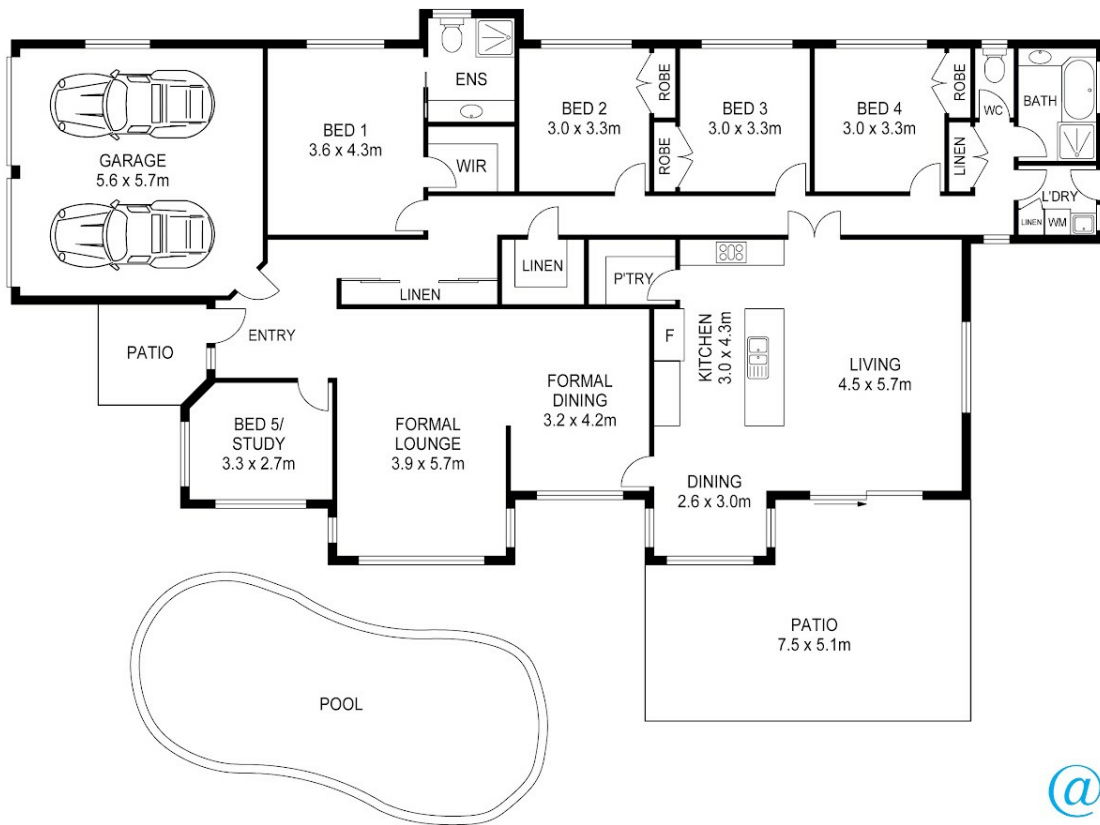 GARAGE
5.6 x 5.7m
BED 1
3.6 x 4.3m
ENS
WIR
BED 2
3.0 x 3.3m
ROBE
ROBE
BED 3
3.0 x 3.3m
BED 4
3.0 x 3.3m
ROBE
LINEN
WC
BATH
L'DRY
LINEN
WM
LINEN
LINEN
P'TRY
PATIO
ENTRY
F
KITCHEN
3.0 x 4.3m
LIVING
4.5 x 5.7m
BED 5/
STUDY
3.3 x 2.7m
FORMAL
LOUNGE
3.9 x 5.7m
FORMAL
DINING
3.2 x 4.2m
DINING
2.6 x 3.0m
PATIO
7.5 x 5.1m
POOL
@